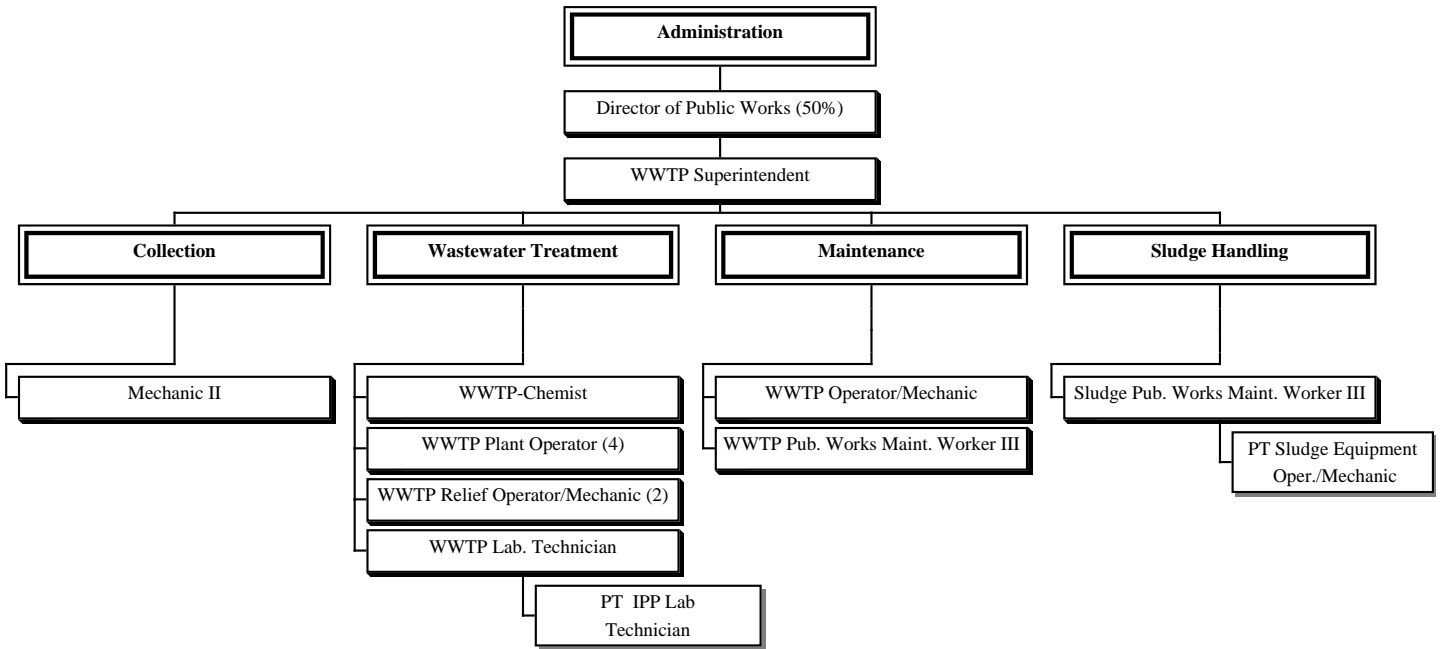 Administration
Director of Public Works (50%)
WWTP Superintendent
Collection
Wastewater Treatment
Maintenance
Sludge Handling
Mechanic II
WWTP-Chemist
WWTP Operator/Mechanic
Sludge Pub. Works Maint. Worker III
WWTP Plant Operator (4)
WWTP Pub. Works Maint. Worker III
PT Sludge Equipment
Oper./Mechanic
WWTP Relief Operator/Mechanic (2)
WWTP Lab. Technician
PT IPP Lab
Technician